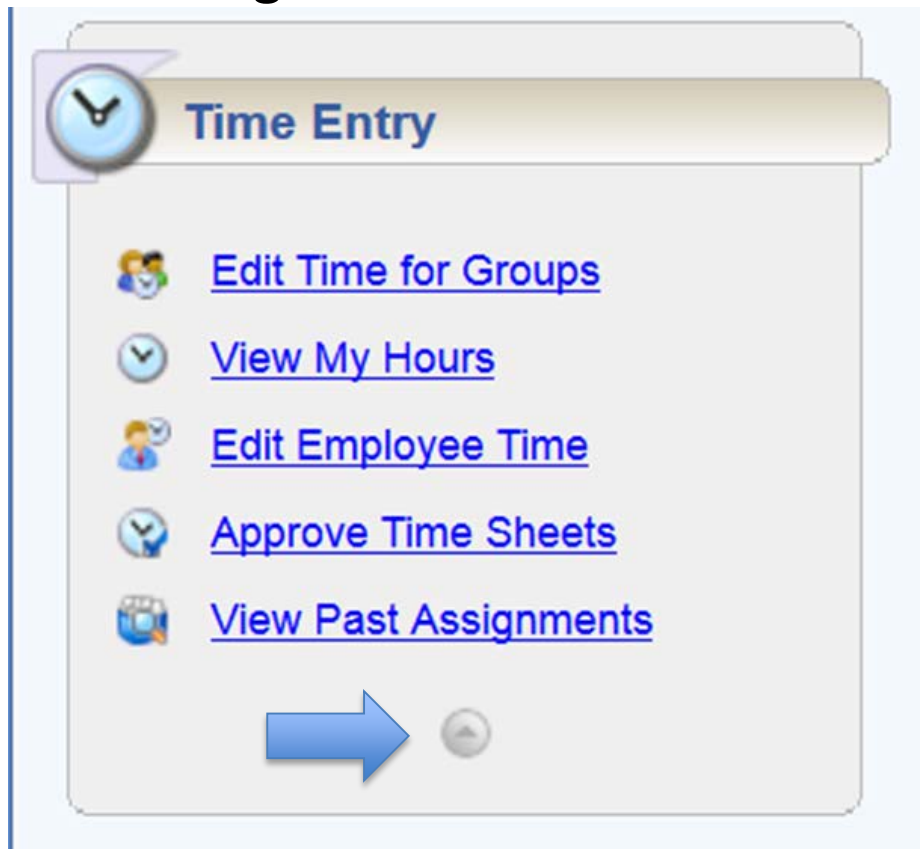 Time Entry
Edit Time for Groups
View My Hours
Edit Employee Time
Approve Time Sheets
View Past Assignments